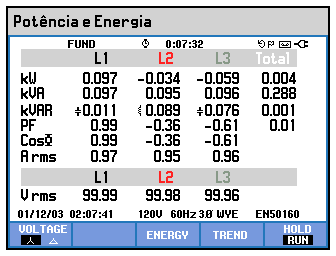 Potência e Energia
FUND 0:07:32
L1 L2 L3 Total
kW 0.097 -0.034 -0.059 0.004
kVA 0.097 0.095 0.096 0.288
kVAR 0.011 0.089 0.076 0.001
PF 0.99 -0.36 -0.61 0.01
CosΦ 0.99 -0.36 -0.61
A rms 0.97 0.95 0.96
L1 L2 L3
V rms 99.99 99.98 99.96
01/12/03 02:07:41 120V 60Hz 3Ø WYE EN50160
VOLTAGE ENERGY TREND HOLD
RUN